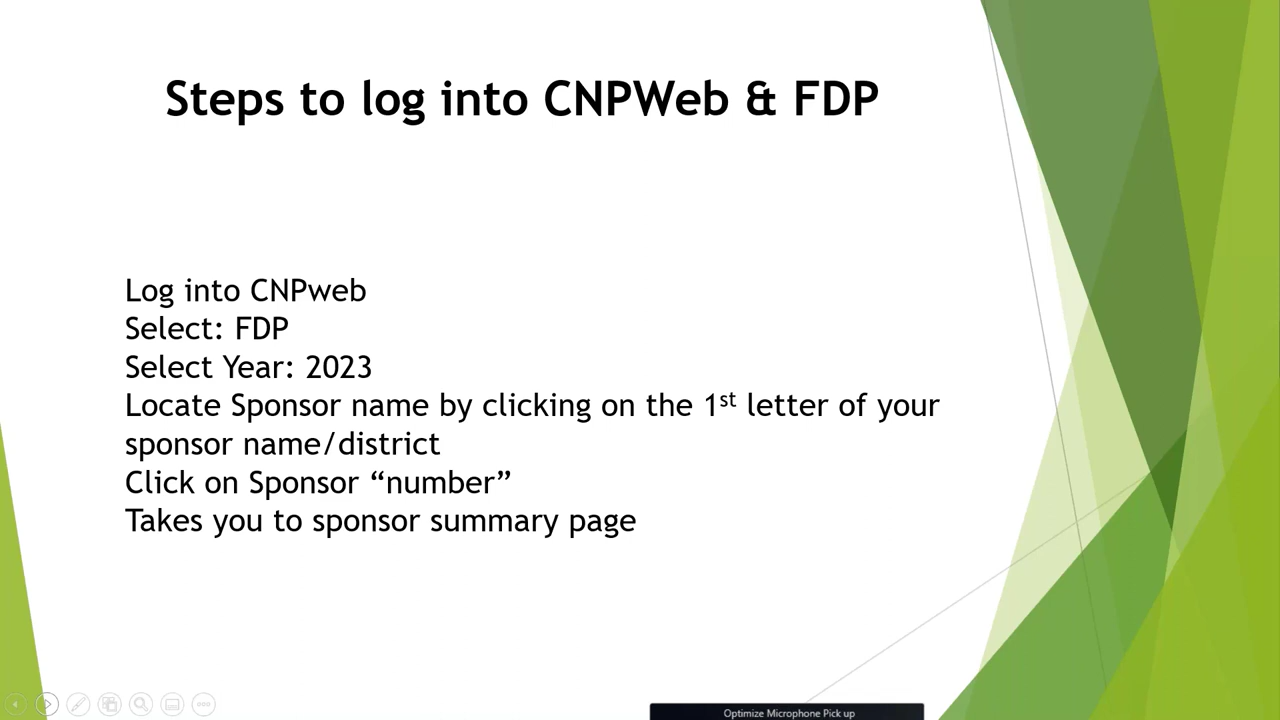 Steps to log into CNPWeb & FDP
Log into CNPweb
Select: FDP
Select Year: 2023
Locate Sponsor name by clicking on the 1st letter of your
sponsor name/district
Click on Sponsor “number”
Takes you to sponsor summary page
Optimize Microphone Pick up